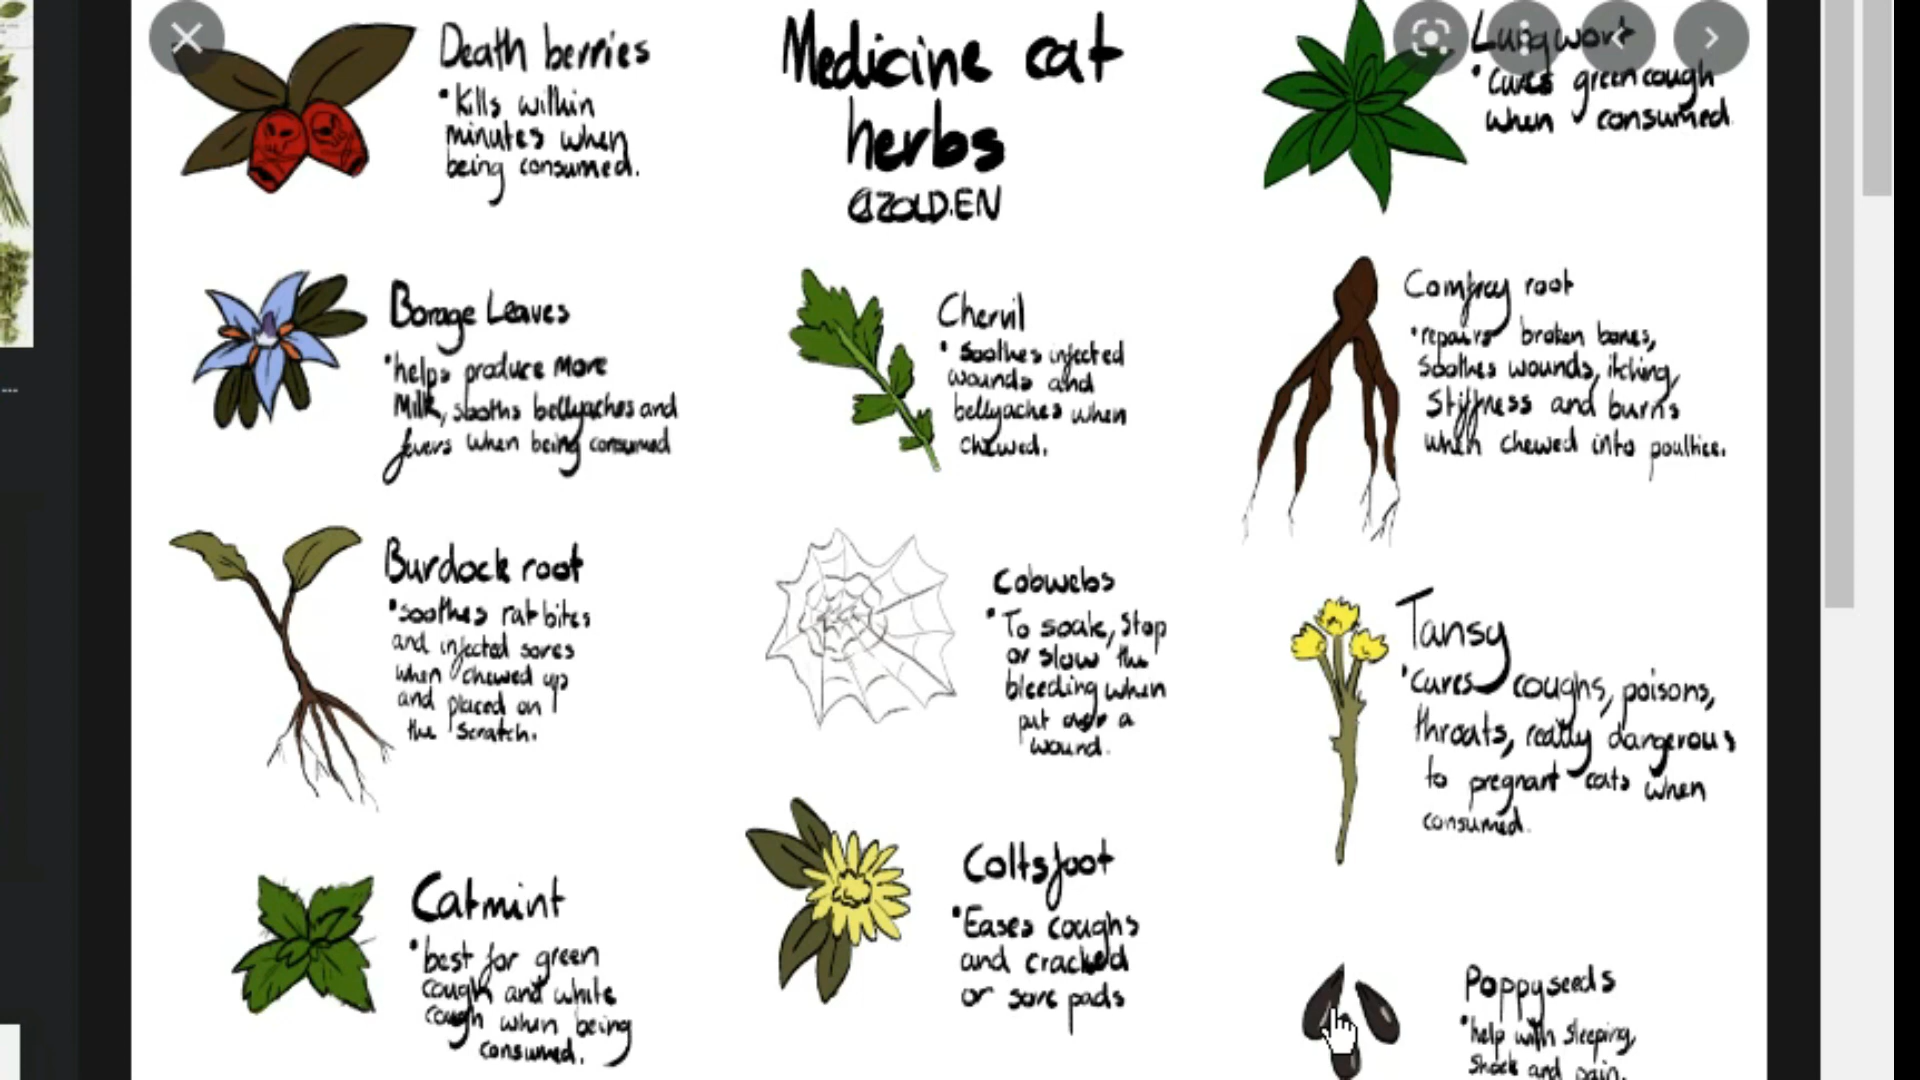 Death berries
•Kills within
minutes when
being consumed.
Medicine cat
herbs
@ZOLD.EN
Lungwort
•Cures greencough
when consumed.
Borage Leaves
•helps produce More
Milk, sooths bellyaches and
fevers when being consumed
Chervil
• Soothes infected
wounds and
bellyaches when
chewed.
Comfrey root
•repairs broken bones,
Soothes wounds, itching,
Stiffness and burns
when chewed into poultice.
Burdock root
•soothes rat bites
and infected sores
when chewed up
and placed on
the scratch.
Cobwebs
•To soak, Stop
or slow the
bleeding when
put over a
wound.
Tansy
•Cures coughs, poisons,
throats, really dangerous
to pregnant cats when
consumed.
Catmint
•best for green
cough and white
cough when being
consumed.
Coltsfoot
•Eases coughs
and cracked
or sore pads
Poppyseeds
•help with sleeping,
Shock and pain.
...